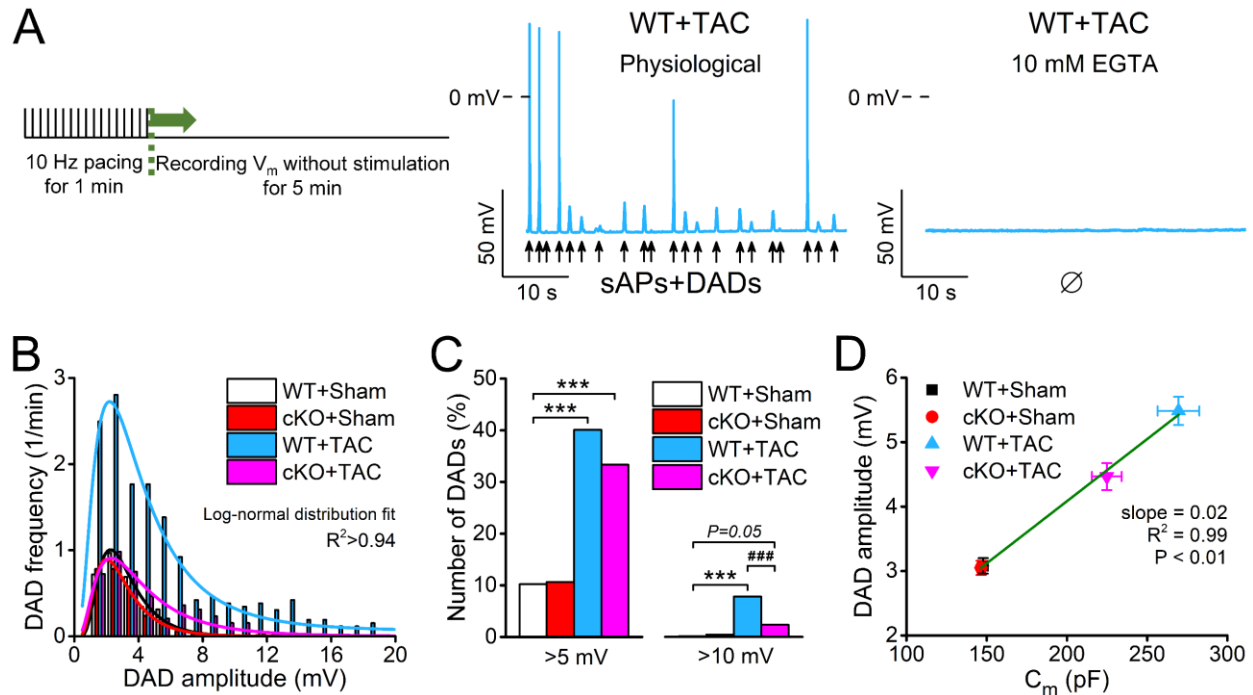 A
10 Hz pacing
for 1 min
Recording Vm without stimulation
for 5 min
WT+TAC
Physiological
0 mV
50 mV
10 s
sAPs+DADs
WT+TAC
10 mM EGTA
0 mV
50 mV
10 s
∅
B
DAD frequency (1/min)
3
2
1
0
0 4 8 12 16 20
DAD amplitude (mV)
WT+Sham
cKO+Sham
WT+TAC
cKO+TAC
Log-normal distribution fit
R²>0.94
C
Number of DADs (%)
50
40
30
20
10
0
***
***
>5 mV
WT+Sham
cKO+Sham
WT+TAC
cKO+TAC
P=0.05
###
***
>10 mV
D
DAD amplitude (mV)
6
5
4
3
2
100 150 200 250 300
Cm (pF)
WT+Sham
cKO+Sham
WT+TAC
cKO+TAC
slope = 0.02
R² = 0.99
P < 0.01